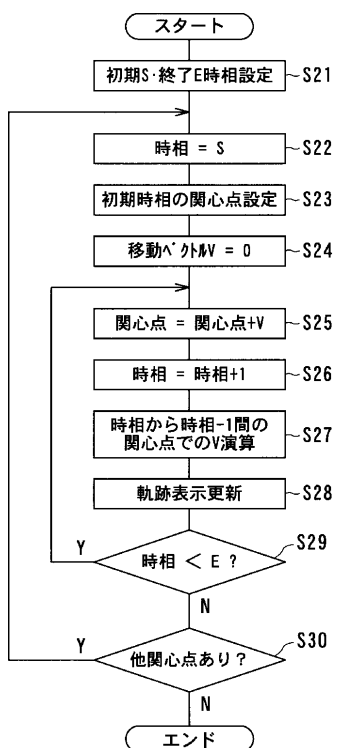 スタート
初期S・終了E時相設定
S21
時相 = S
S22
初期時相の関心点設定
S23
移動ベクトルV = 0
S24
関心点 = 関心点+V
S25
時相 = 時相+1
S26
時相から時相-1間の
関心点でのV演算
S27
軌跡表示更新
S28
時相 < E ?
S29
Y
N
他関心点あり?
S30
Y
N
エンド